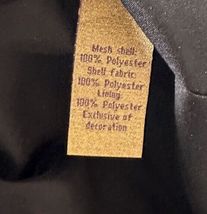 Mesh shell:
100% Polyester
Shell fabric:
100% Polyester
Lining:
100% Polyester
Exclusive of
decoration